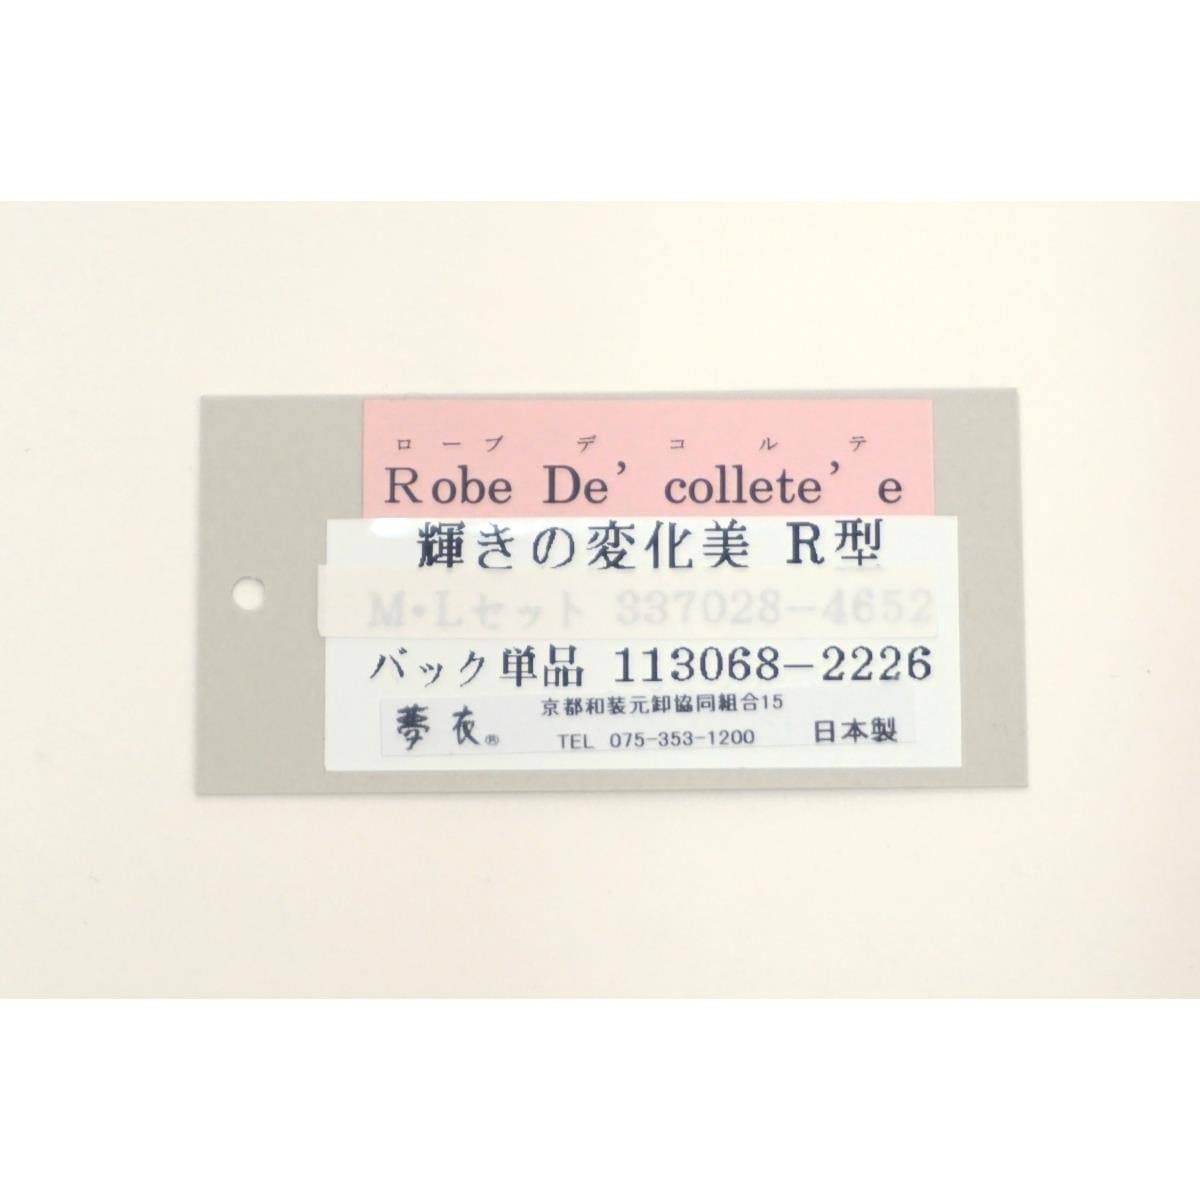 ローブ デコルテ
Robe De’ collete’ e
輝きの変化美 R型
M・Lセット 337028-4652
バック単品 113068-2226
京都和装元卸協同組合15
夢衣® TEL 075-353-1200 日本製